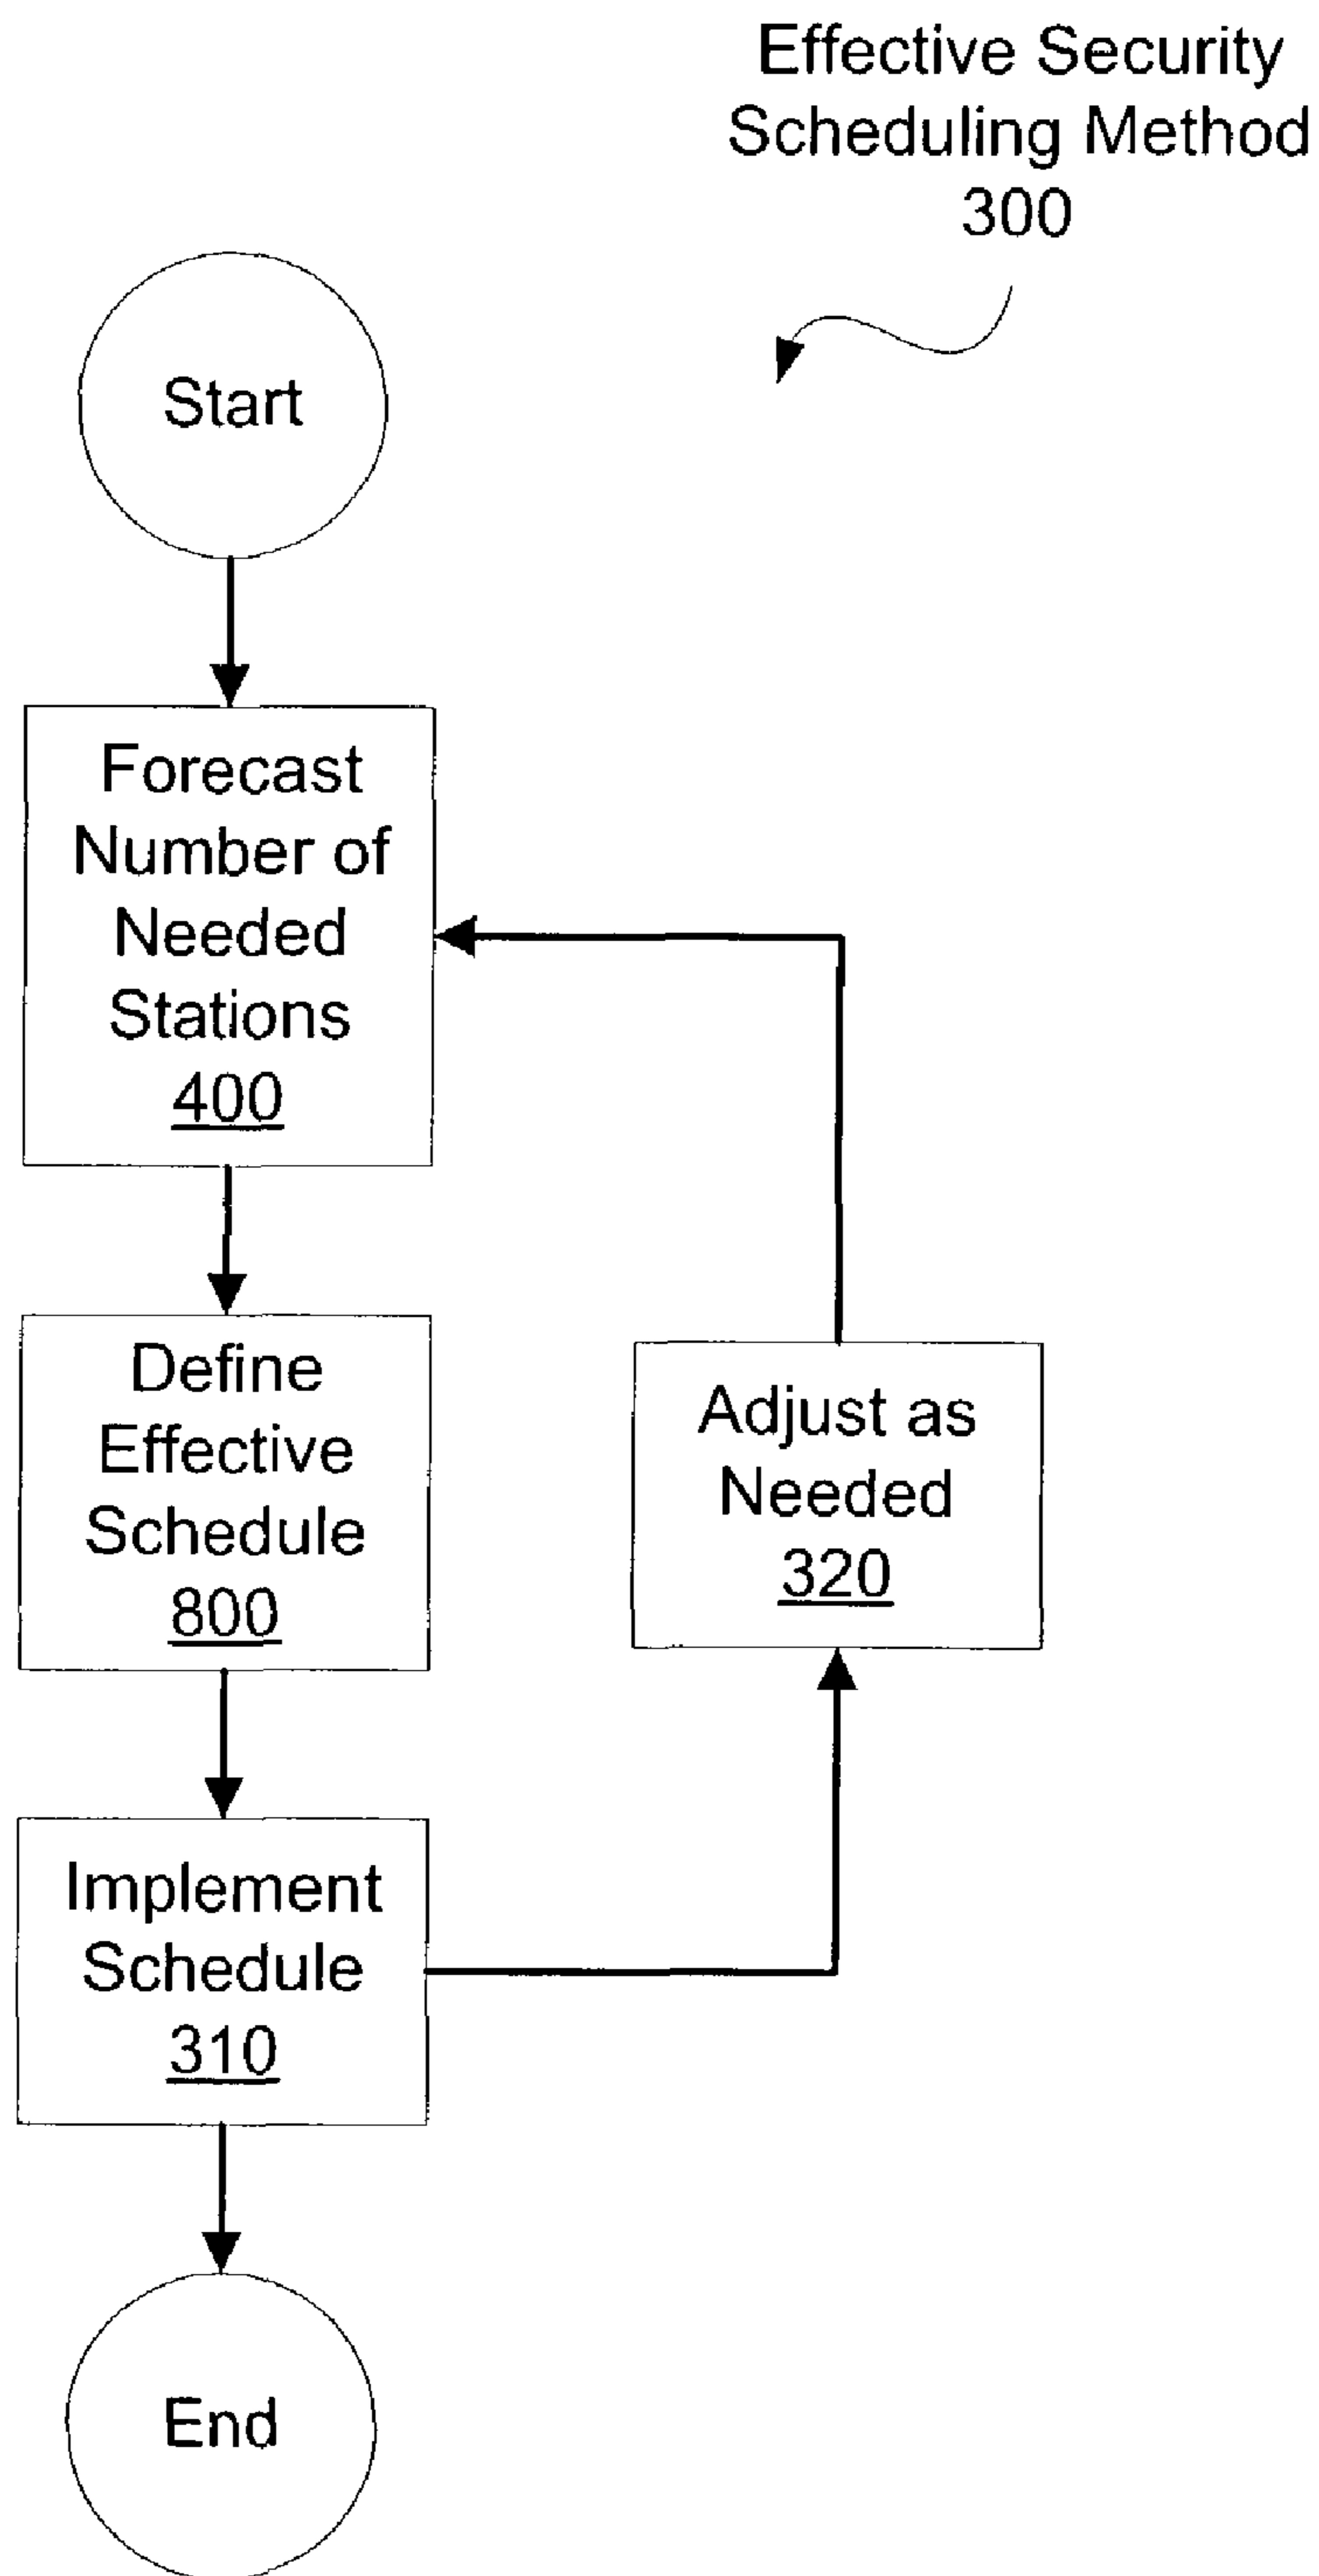 Effective Security
Scheduling Method
300
Start
Forecast
Number of
Needed
Stations
400
Define
Effective
Schedule
800
Adjust as
Needed
320
Implement
Schedule
310
End